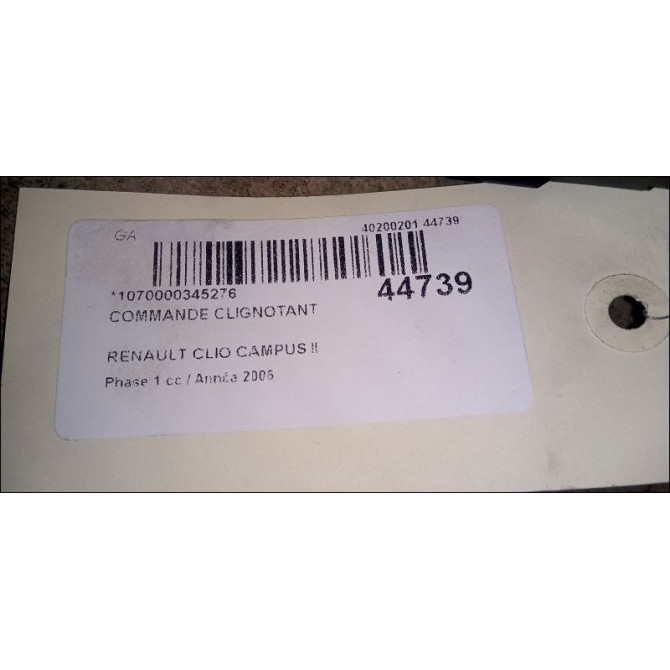 GA
40200201 44739
*1070000345276
44739
COMMANDE CLIGNOTANT
RENAULT CLIO CAMPUS II
Phase 1 cc / Année 2006